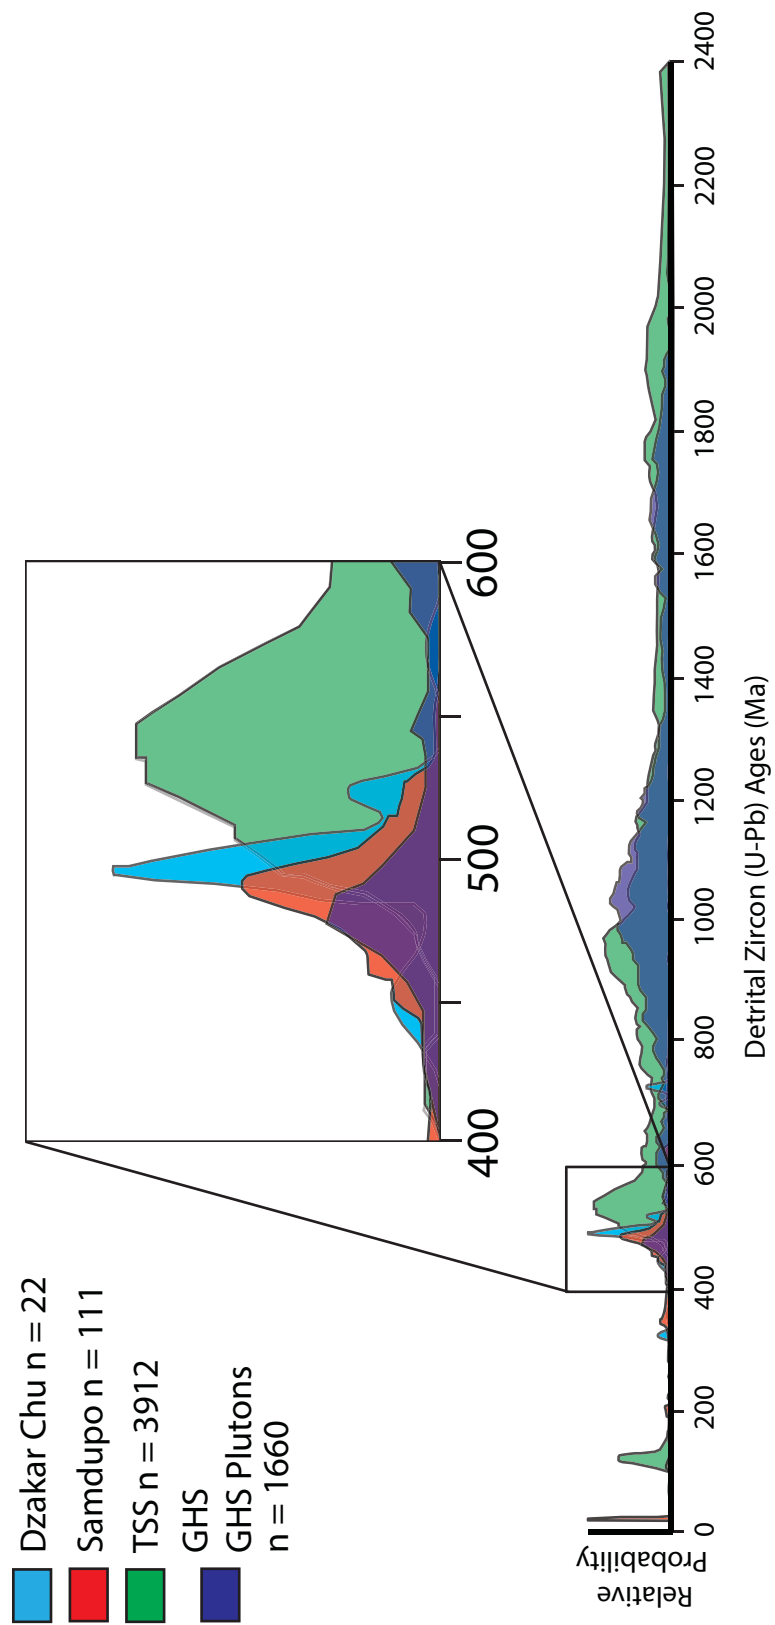 Dzakar Chu n = 22
Samdupo n = 111
TSS n = 3912
GHS
GHS Plutons
n = 1660
400
500
600
Relative
Probability
0
200
400
600
800
1000
1200
1400
1600
1800
2000
2200
2400
Detrital Zircon (U-Pb) Ages (Ma)